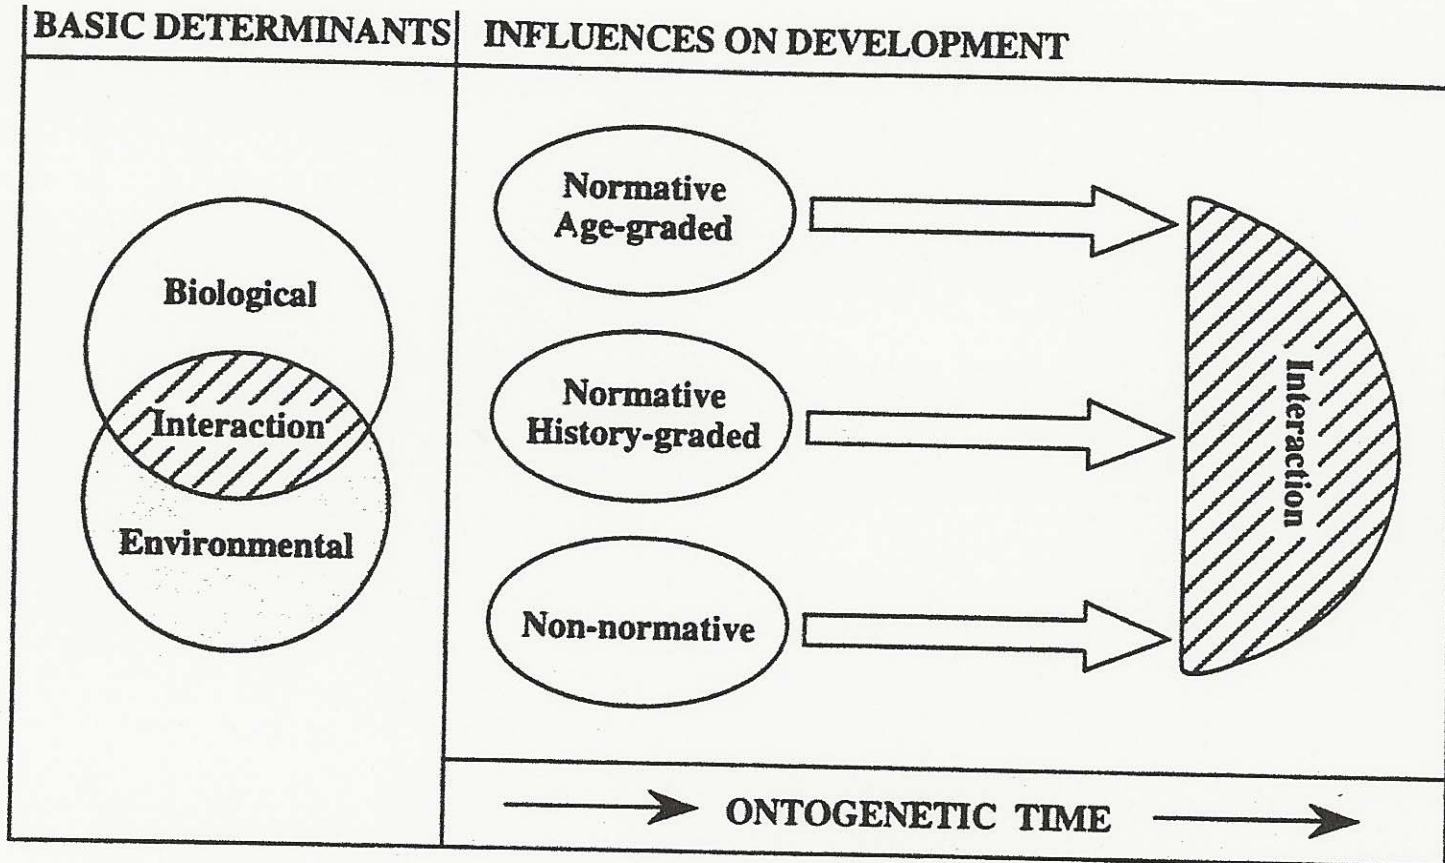 BASIC DETERMINANTS
INFLUENCES ON DEVELOPMENT
Biological
Interaction
Environmental
Normative
Age-graded
Normative
History-graded
Non-normative
Interaction
ONTOGENETIC TIME